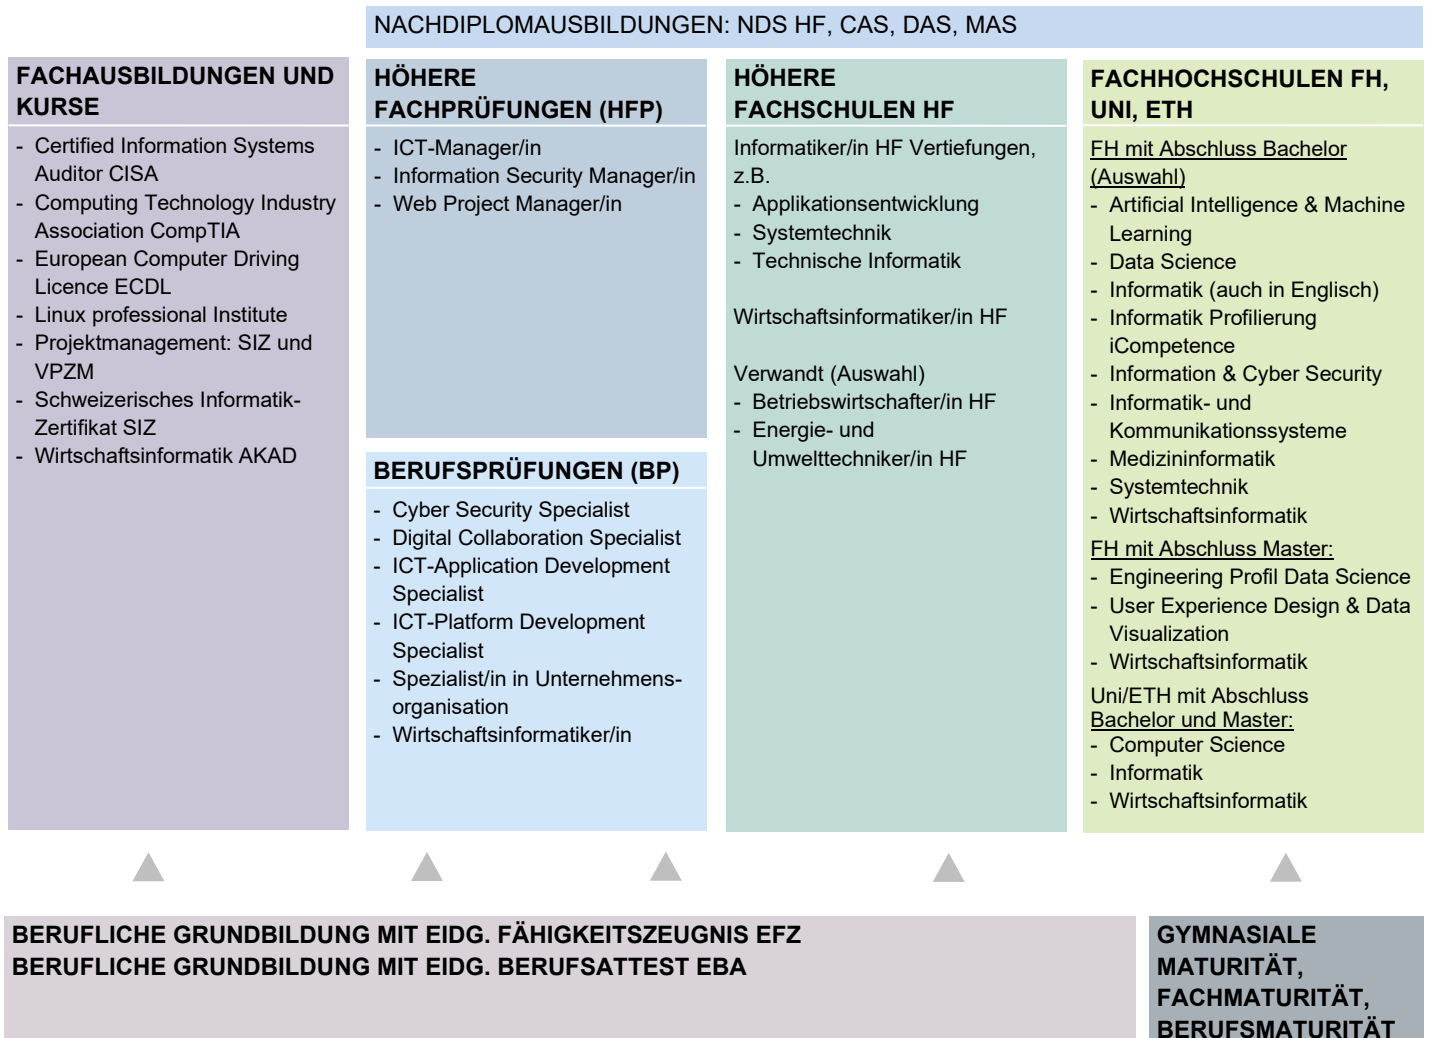 NACHDIPLOMAUSBILDUNGEN: NDS HF, CAS, DAS, MAS
FACHAUSBILDUNGEN UND
KURSE
- Certified Information Systems
Auditor CISA
- Computing Technology Industry
Association CompTIA
- European Computer Driving
Licence ECDL
- Linux professional Institute
- Projektmanagement: SIZ und
VPZM
- Schweizerisches Informatik-
Zertifikat SIZ
- Wirtschaftsinformatik AKAD
HÖHERE
FACHPRÜFUNGEN (HFP)
- ICT-Manager/in
- Information Security Manager/in
- Web Project Manager/in
BERUFSPRÜFUNGEN (BP)
- Cyber Security Specialist
- Digital Collaboration Specialist
- ICT-Application Development
Specialist
- ICT-Platform Development
Specialist
- Spezialist/in in Unternehmens-
organisation
- Wirtschaftsinformatiker/in
HÖHERE
FACHSCHULEN HF
Informatiker/in HF Vertiefungen,
z.B.
- Applikationsentwicklung
- Systemtechnik
- Technische Informatik
Wirtschaftsinformatiker/in HF
Verwandt (Auswahl)
- Betriebswirtschafter/in HF
- Energie- und
Umwelttechniker/in HF
FACHHOCHSCHULEN FH,
UNI, ETH
FH mit Abschluss Bachelor
(Auswahl)
- Artificial Intelligence & Machine
Learning
- Data Science
- Informatik (auch in Englisch)
- Informatik Profilierung
iCompetence
- Information & Cyber Security
- Informatik- und
Kommunikationssysteme
- Medizininformatik
- Systemtechnik
- Wirtschaftsinformatik
FH mit Abschluss Master:
- Engineering Profil Data Science
- User Experience Design & Data
Visualization
- Wirtschaftsinformatik
Uni/ETH mit Abschluss
Bachelor und Master:
- Computer Science
- Informatik
- Wirtschaftsinformatik
BERUFLICHE GRUNDBILDUNG MIT EIDG. FÄHIGKEITSZEUGNIS EFZ
BERUFLICHE GRUNDBILDUNG MIT EIDG. BERUFSATTEST EBA
GYMNASIALE
MATURITÄT,
FACHMATURITÄT,
BERUFSMATURITÄT